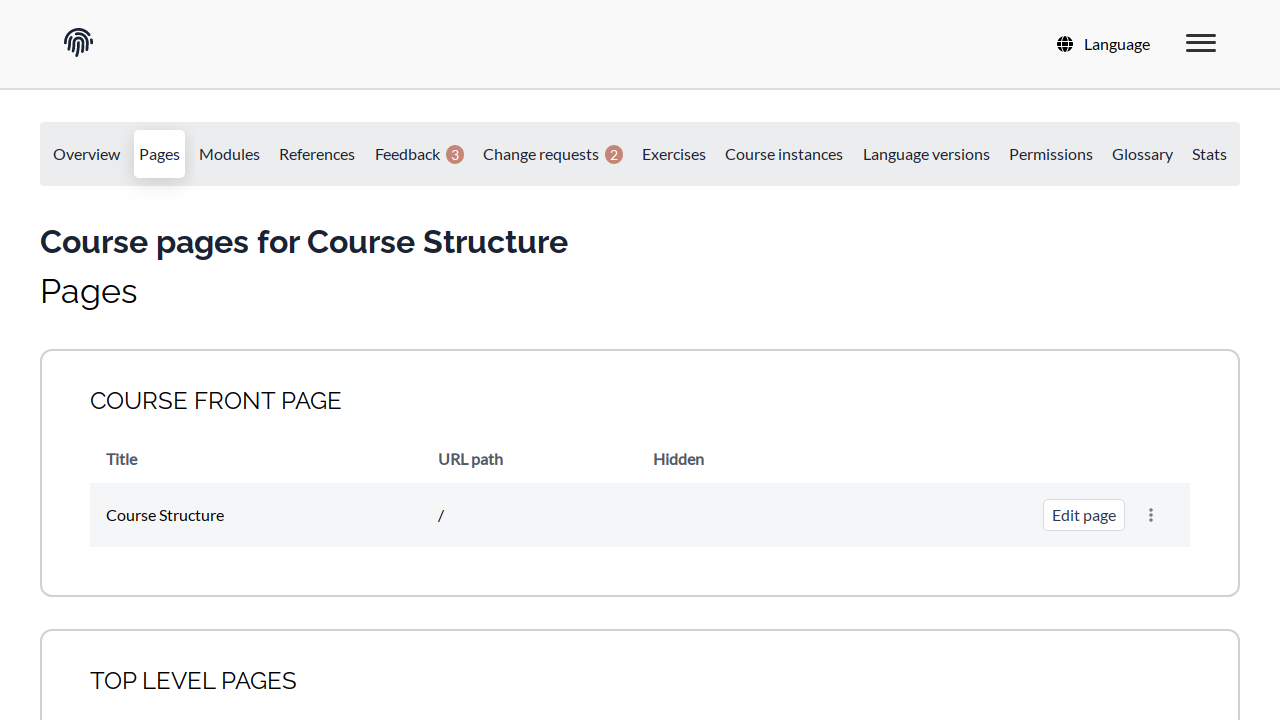 Language
Overview Pages Modules References Feedback 3 Change requests 2 Exercises Course instances Language versions Permissions Glossary Stats
Course pages for Course Structure
Pages
COURSE FRONT PAGE
Title URL path Hidden
Course Structure / Edit page
TOP LEVEL PAGES